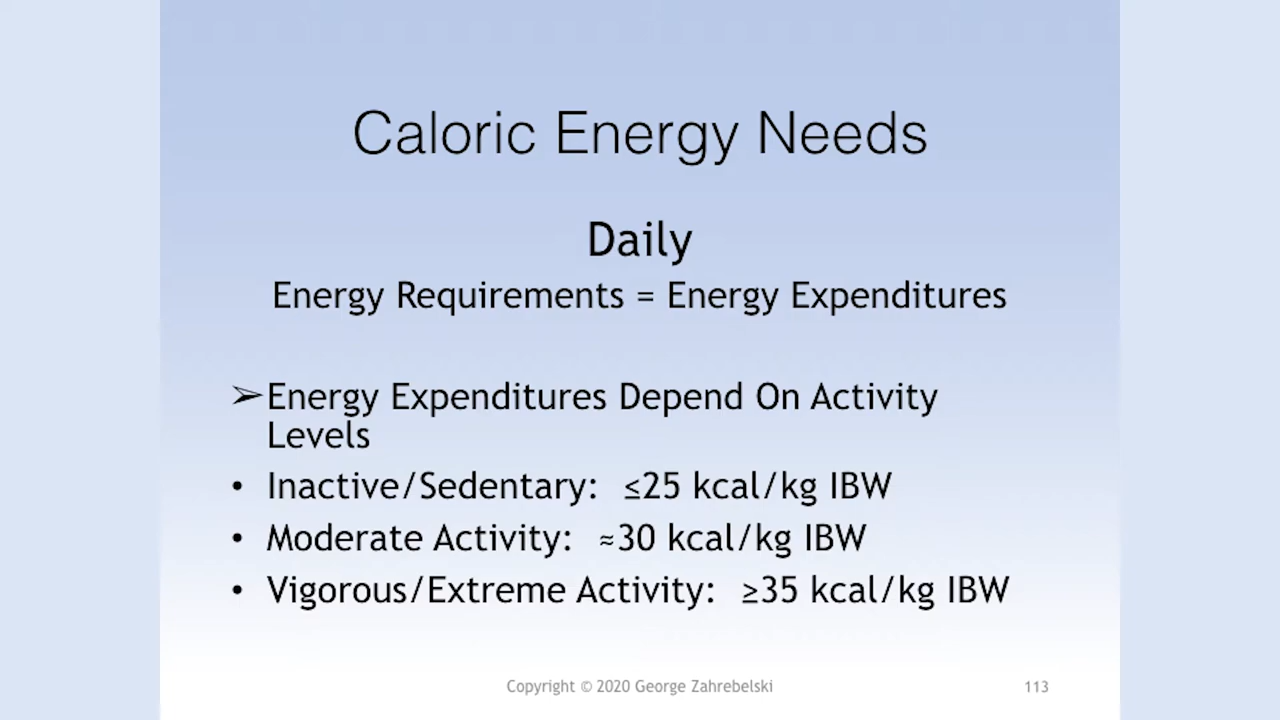 Caloric Energy Needs
Daily
Energy Requirements = Energy Expenditures
➢Energy Expenditures Depend On Activity
Levels
• Inactive/Sedentary:  ≤25 kcal/kg IBW
• Moderate Activity:  ≈30 kcal/kg IBW
• Vigorous/Extreme Activity:  ≥35 kcal/kg IBW
Copyright © 2020 George Zahrebelski
113